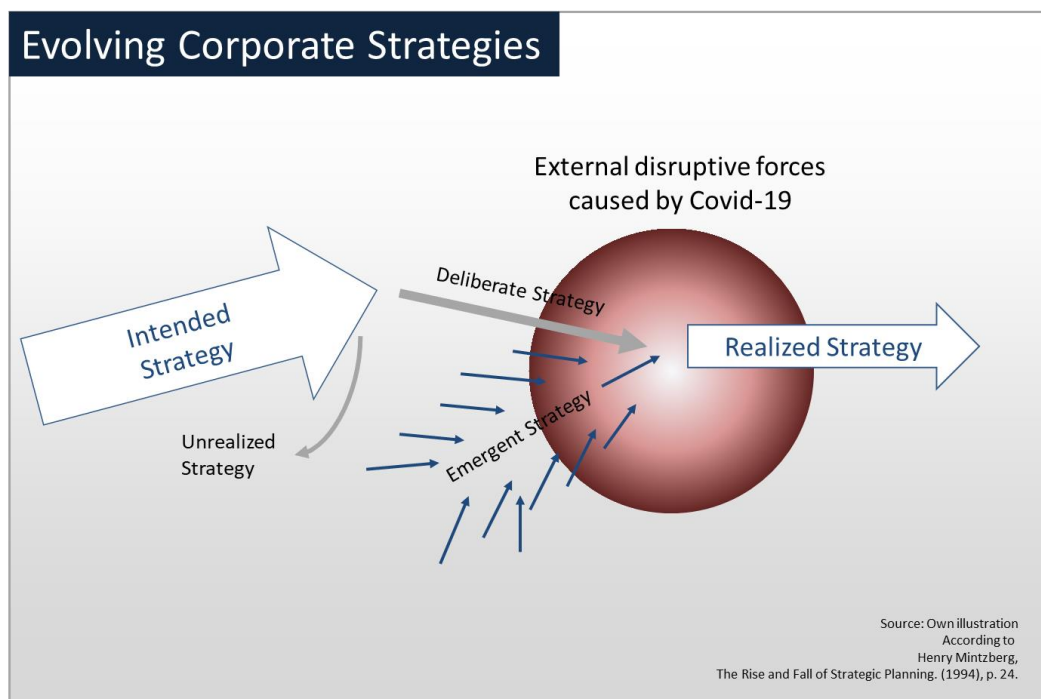 Evolving Corporate Strategies
External disruptive forces
caused by Covid-19
Deliberate Strategy
Intended
Strategy
Realized Strategy
Unrealized
Strategy
Emergent Strategy
Source: Own illustration
According to
Henry Mintzberg,
The Rise and Fall of Strategic Planning. (1994), p. 24.